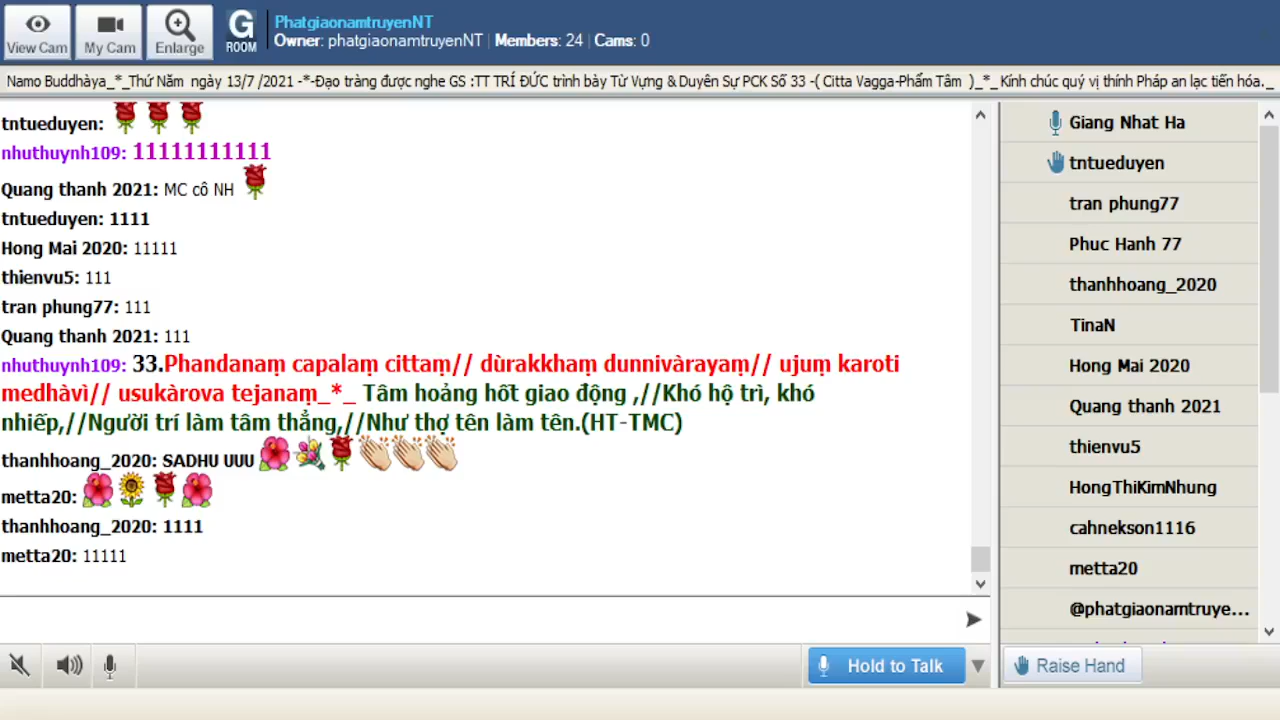 View Cam
My Cam
Enlarge
G
ROOM
PhatgiaonamtruyenNT
Owner: phatgiaonamtruyenNT | Members: 24 | Cams: 0
Namo Buddhàya_*_Thứ Năm ngày 13/7 /2021 -*-Đạo tràng được nghe GS :TT TRÍ ĐỨC trình bày Từ Vựng & Duyên Sự PCK Số 33 -( Citta Vagga-Phẩm Tâm )_*_Kính chúc quý vị thính Pháp an lạc tiến hóa._
tntueduyen:
nhuthuynh109: 11111111111
Quang thanh 2021: MC cô NH
tntueduyen: 1111
Hong Mai 2020: 11111
thienvu5: 111
tran phung77: 111
Quang thanh 2021: 111
nhuthuynh109: 33.Phandanaṃ capalaṃ cittaṃ// dùrakkhaṃ dunnivàrayaṃ// ujuṃ karoti
medhàvì// usukàrova tejanaṃ_*_ Tâm hoảng hốt giao động ,//Khó hộ trì, khó
nhiếp,//Người trí làm tâm thẳng,//Như thợ tên làm tên.(HT-TMC)
thanhhoang_2020: SADHU UUU
metta20:
thanhhoang_2020: 1111
metta20: 11111
Hold to Talk
Giang Nhat Ha
tntueduyen
tran phung77
Phuc Hanh 77
thanhhoang_2020
TinaN
Hong Mai 2020
Quang thanh 2021
thienvu5
HongThiKimNhung
cahnekson1116
metta20
@phatgiaonamtruye...
Raise Hand